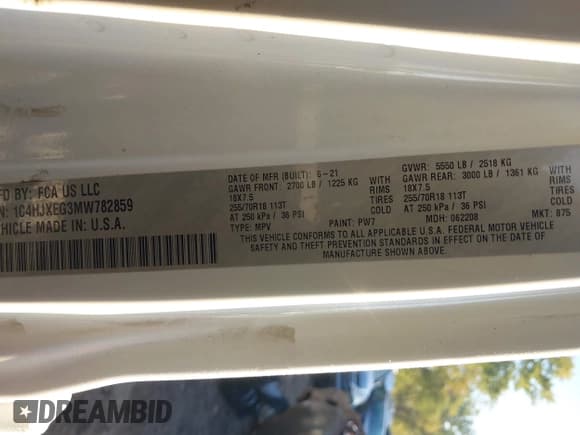 FD BY: FCA US LLC
N: 1C4HJXEG3MW782859
VEHICLE MADE IN: U.S.A.
DATE OF MFR (BUILT): 6-21
GAWR FRONT: 2700 LB / 1225 KG WITH
18X7.5 RIMS
255/70R18 113T TIRES
AT 250 kPa / 36 PSI COLD
TYPE: MPV
PAINT: PW7
GVWR: 5550 LB / 2518 KG
GAWR REAR: 3000 LB / 1361 KG WITH
18X7.5 RIMS
255/70R18 113T TIRES
AT 250 kPa / 36 PSI COLD
MDH: 062208
MKT: 875
THIS VEHICLE CONFORMS TO ALL APPLICABLE U.S.A. FEDERAL MOTOR VEHICLE
SAFETY AND THEFT PREVENTION STANDARDS IN EFFECT ON THE DATE OF
MANUFACTURE SHOWN ABOVE.
DREAMBID